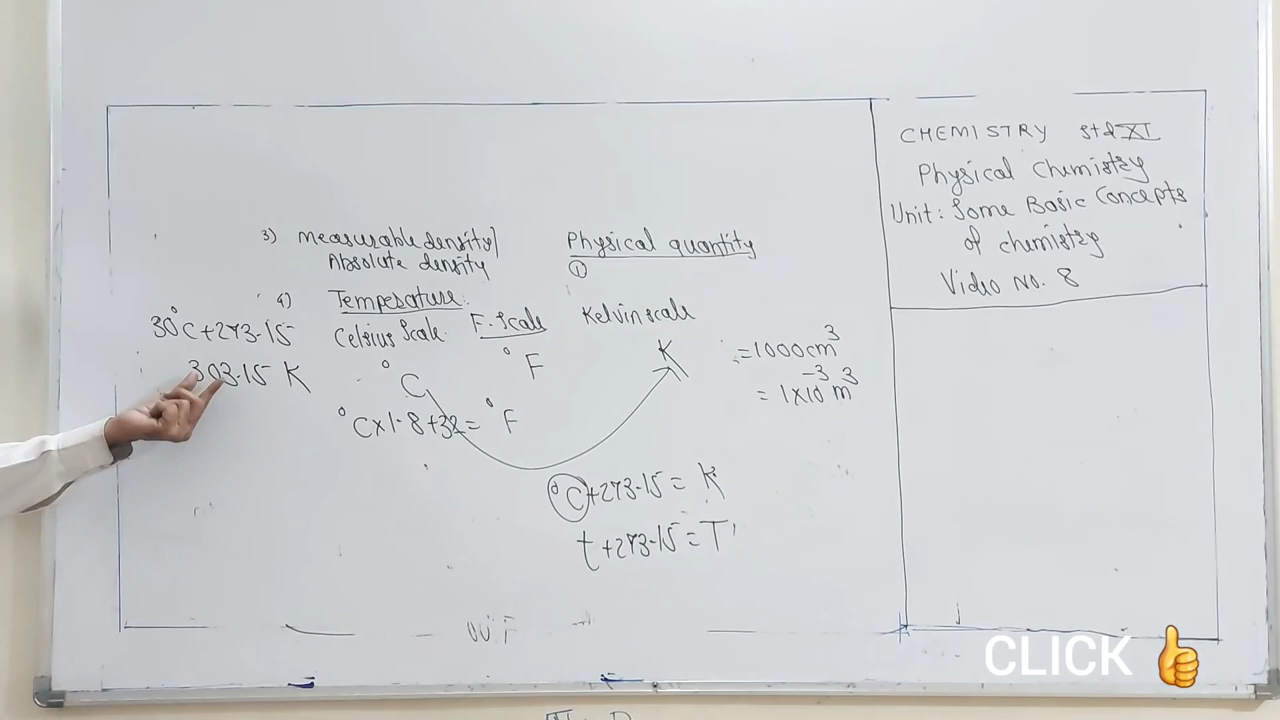 CHEMISTRY std XI
Physical Chemistry
Unit: Some Basic Concepts
of chemistry
Video No. 8
3) Measurable density/
Absolute density
Physical quantity
①
4) Temperature
Celsius Scale F. Scale Kelvin scale
30°C+273.15
303.15 K
°C °F K
°C×1.8+32=°F
=1000cm³
=1×10⁻³m³
°C+273.15=K
t+273.15=T
CLICK 👍